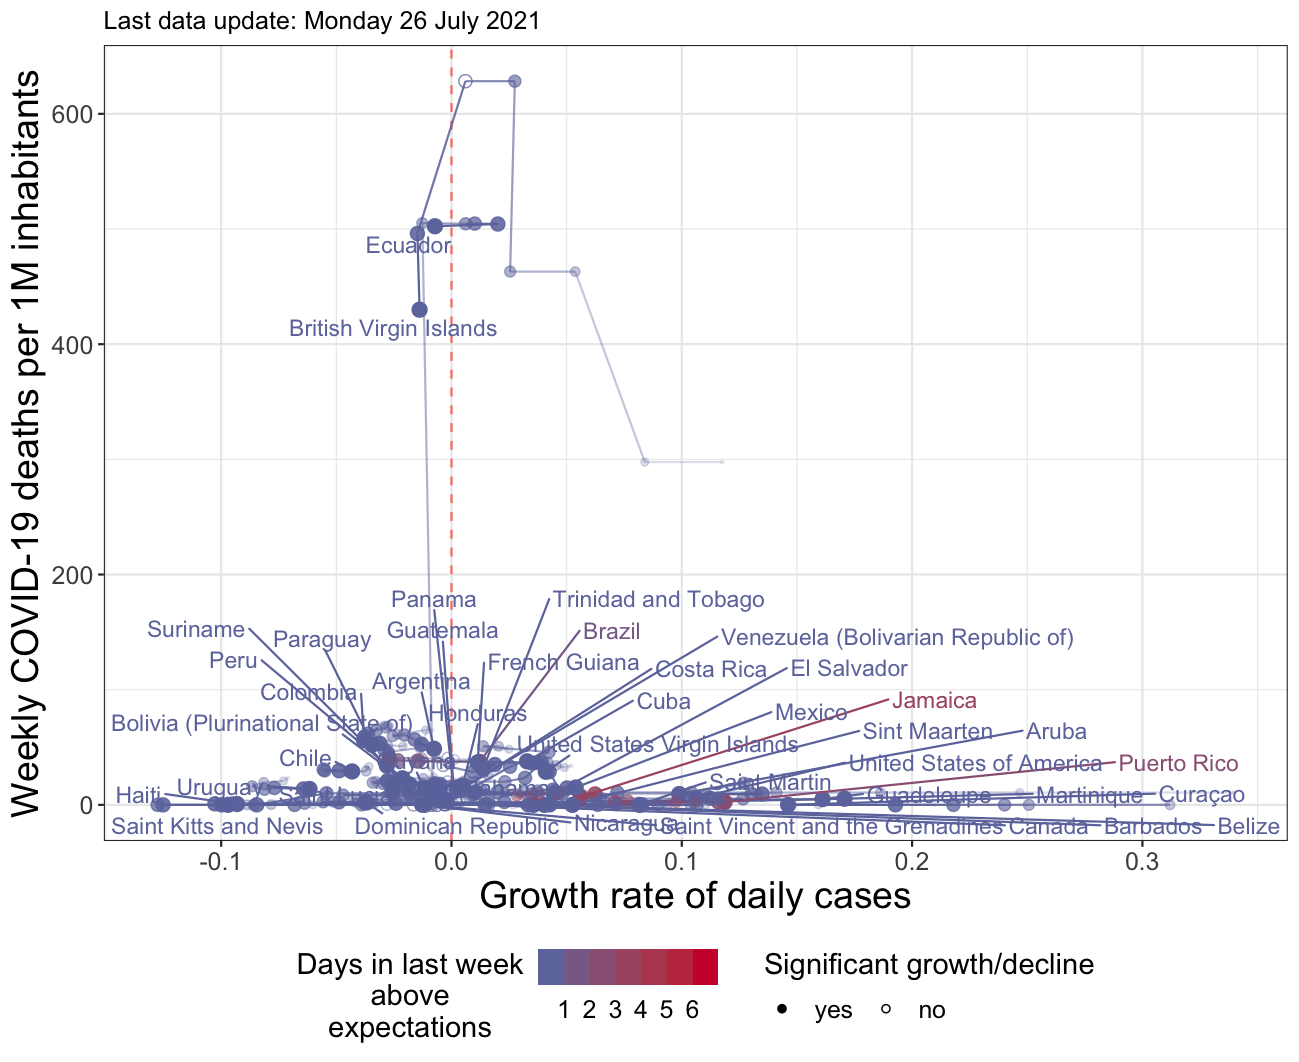 Last data update: Monday 26 July 2021
Weekly COVID-19 deaths per 1M inhabitants
600
400
200
0
Ecuador
British Virgin Islands
Panama
Trinidad and Tobago
Suriname
Paraguay
Guatemala
Brazil
Venezuela (Bolivarian Republic of)
Peru
French Guiana
Costa Rica
El Salvador
Colombia
Argentina
Cuba
Jamaica
Bolivia (Plurinational State of)
Honduras
Mexico
Sint Maarten
Aruba
Chile
United States Virgin Islands
United States of America
Puerto Rico
Haiti
Uruguay
Saint Martin
Guadeloupe
Martinique
Curaçao
Saint Kitts and Nevis
Dominican Republic
Nicaragua
Saint Vincent and the Grenadines
Canada
Barbados
Belize
-0.1
0.0
0.1
0.2
0.3
Growth rate of daily cases
Days in last week
above
expectations
1 2 3 4 5 6
Significant growth/decline
yes
no